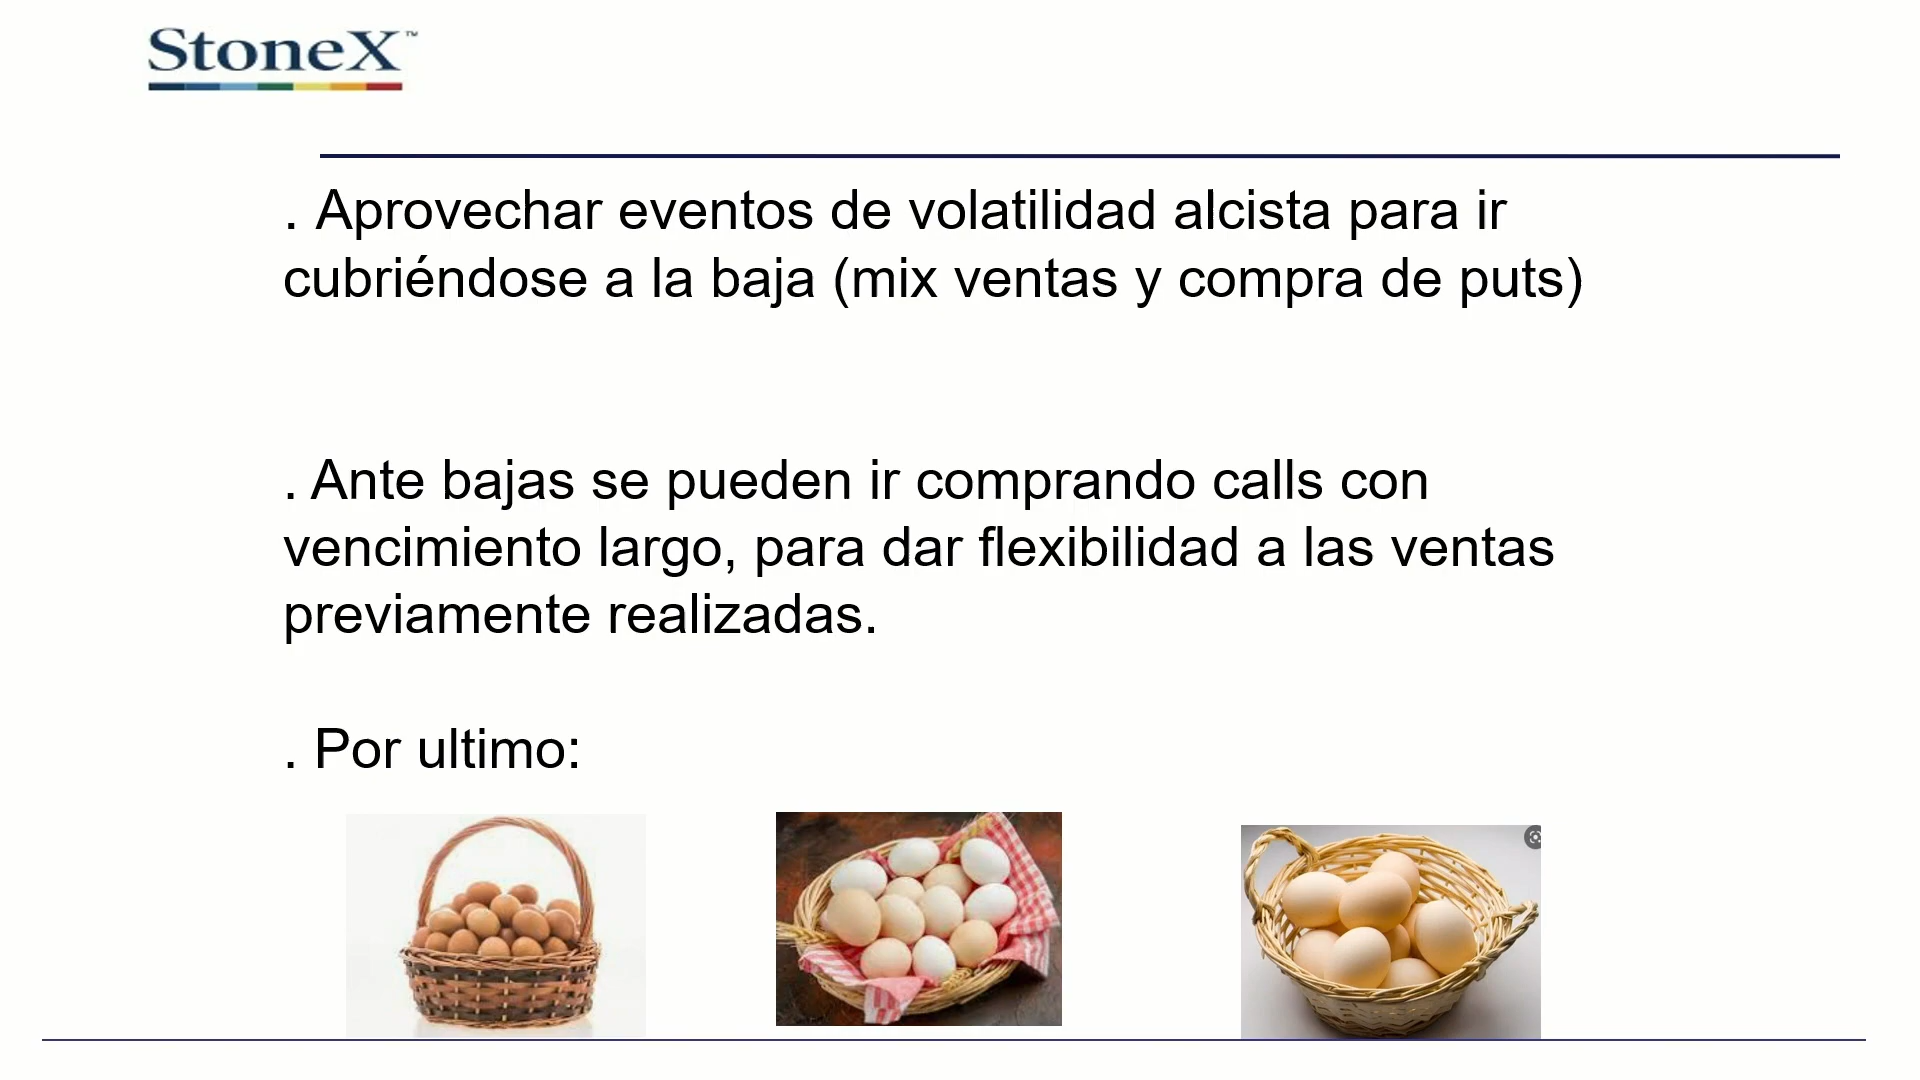 StoneX™
. Aprovechar eventos de volatilidad alcista para ir
cubriéndose a la baja (mix ventas y compra de puts)
. Ante bajas se pueden ir comprando calls con
vencimiento largo, para dar flexibilidad a las ventas
previamente realizadas.
. Por ultimo: